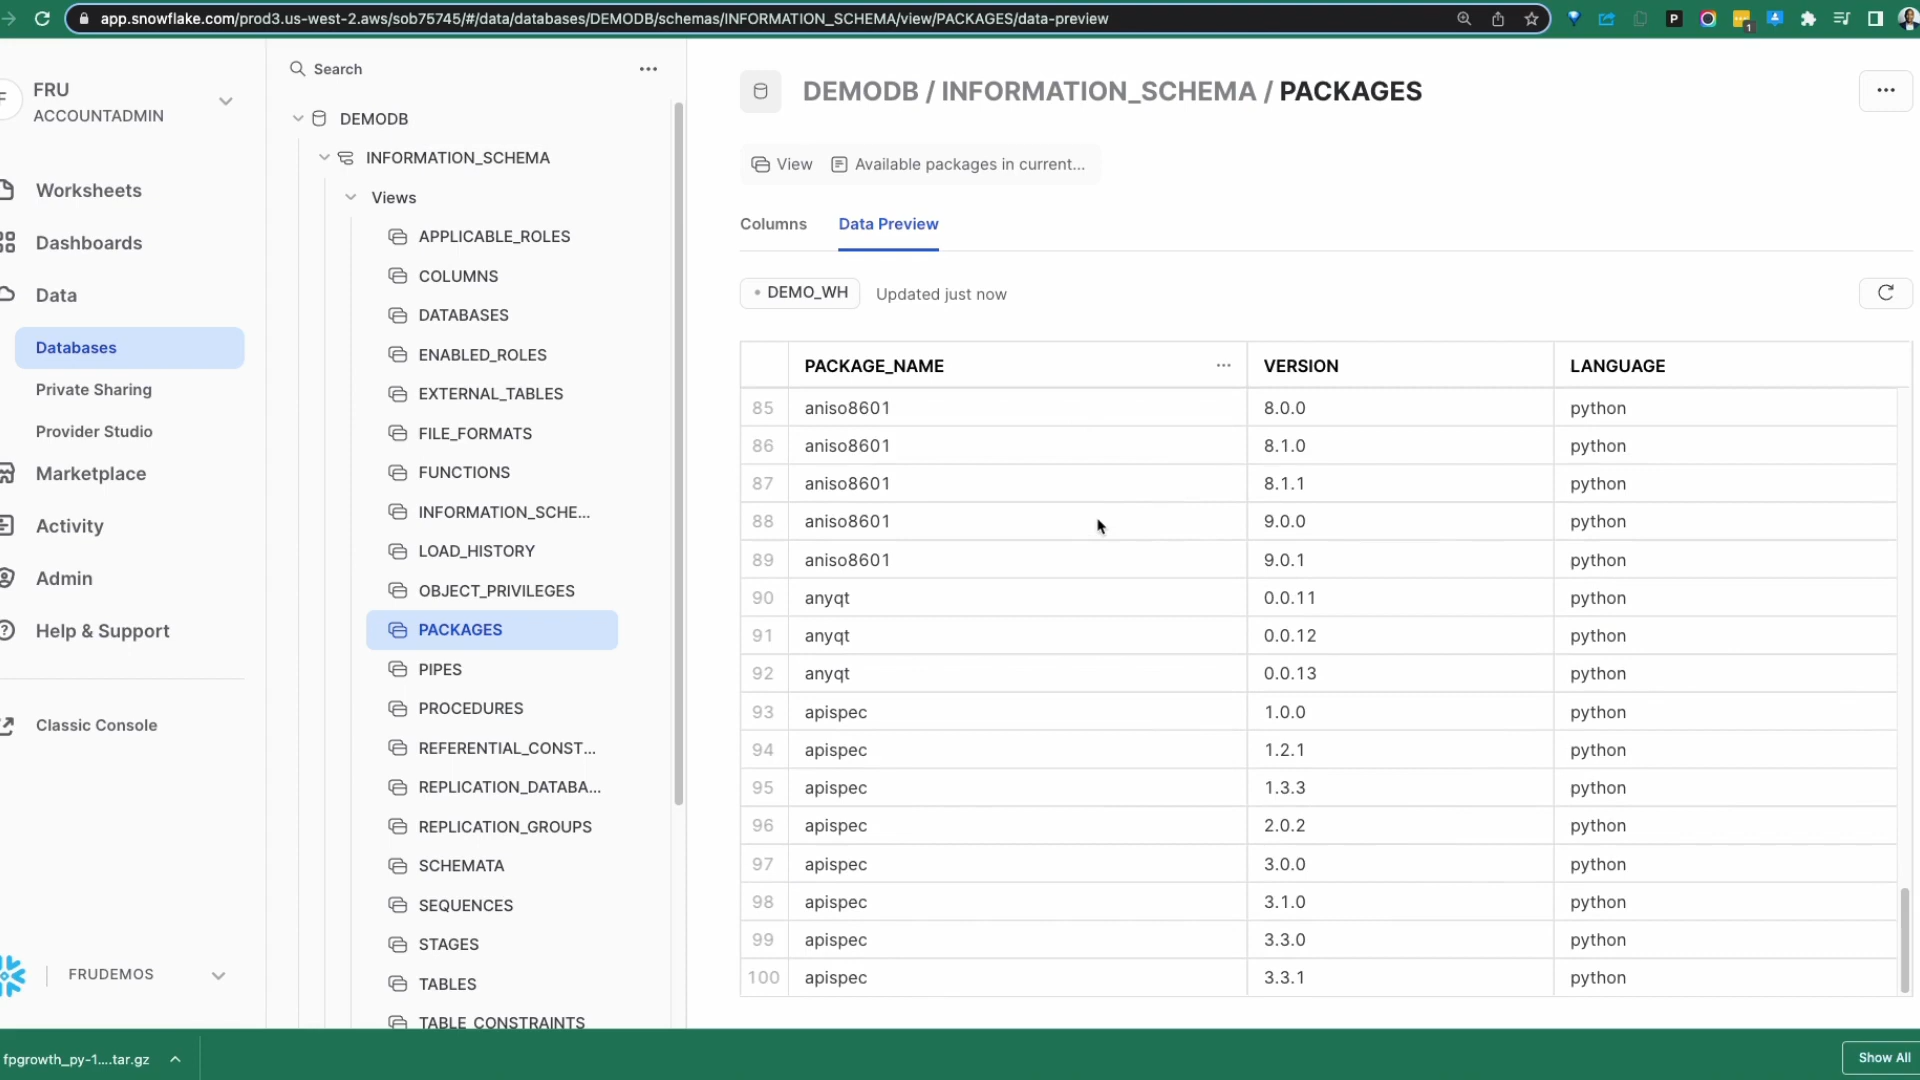 app.snowflake.com/prod3.us-west-2.aws/sob75745/#/data/databases/DEMODB/schemas/INFORMATION_SCHEMA/view/PACKAGES/data-preview
P
1
F
FRU
ACCOUNTADMIN
Worksheets
Dashboards
Data
Databases
Private Sharing
Provider Studio
Marketplace
Activity
Admin
Help & Support
Classic Console
FRUDEMOS
Search
DEMODB
INFORMATION_SCHEMA
Views
APPLICABLE_ROLES
COLUMNS
DATABASES
ENABLED_ROLES
EXTERNAL_TABLES
FILE_FORMATS
FUNCTIONS
INFORMATION_SCHE...
LOAD_HISTORY
OBJECT_PRIVILEGES
PACKAGES
PIPES
PROCEDURES
REFERENTIAL_CONST...
REPLICATION_DATABA...
REPLICATION_GROUPS
SCHEMATA
SEQUENCES
STAGES
TABLES
TABLE_CONSTRAINTS
DEMODB / INFORMATION_SCHEMA / PACKAGES
View Available packages in current...
Columns Data Preview
DEMO_WH Updated just now
PACKAGE_NAME ... VERSION LANGUAGE
85 aniso8601 8.0.0 python
86 aniso8601 8.1.0 python
87 aniso8601 8.1.1 python
88 aniso8601 9.0.0 python
89 aniso8601 9.0.1 python
90 anyqt 0.0.11 python
91 anyqt 0.0.12 python
92 anyqt 0.0.13 python
93 apispec 1.0.0 python
94 apispec 1.2.1 python
95 apispec 1.3.3 python
96 apispec 2.0.2 python
97 apispec 3.0.0 python
98 apispec 3.1.0 python
99 apispec 3.3.0 python
100 apispec 3.3.1 python
fpgrowth_py-1....tar.gz
Show All